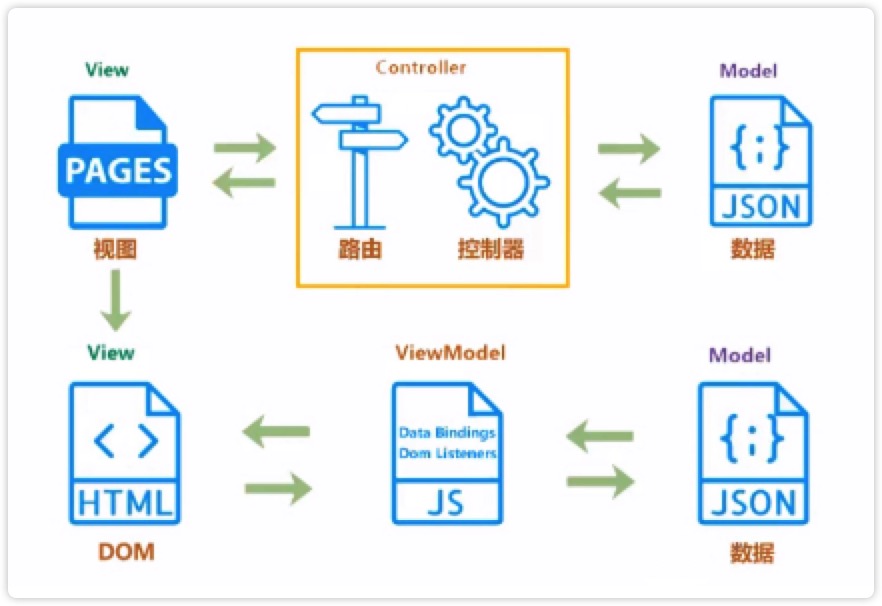 View
Controller
Model
PAGES
{;}
JSON
视图
路由
控制器
数据
View
ViewModel
Model
< >
HTML
Data Bindings
Dom Listeners
JS
{;}
JSON
DOM
数据